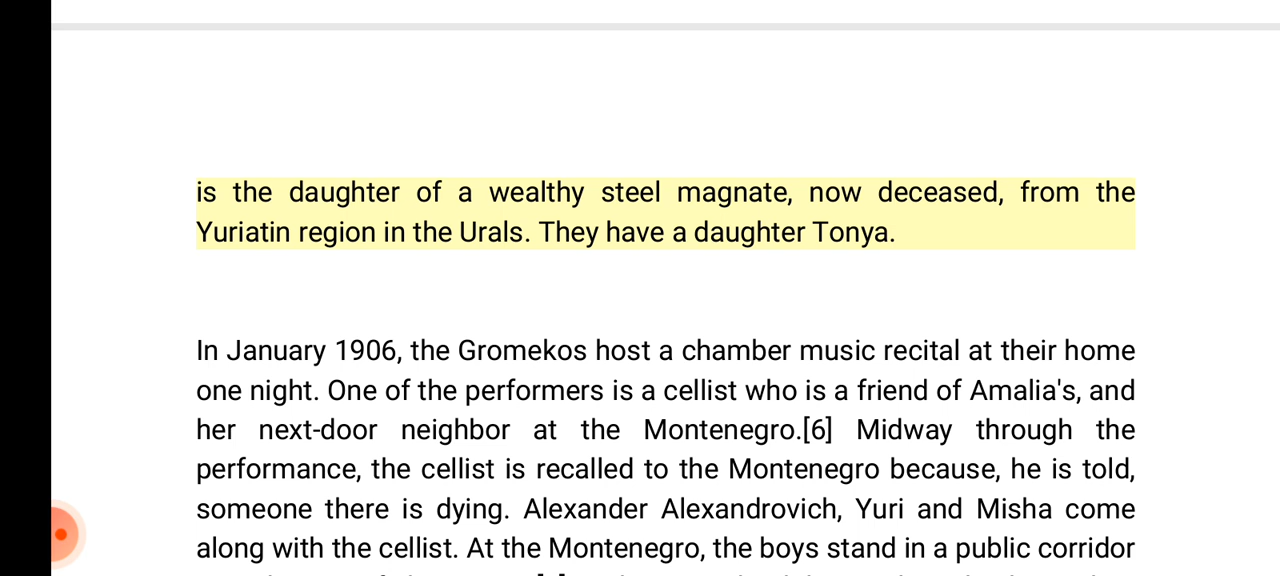 is the daughter of a wealthy steel magnate, now deceased, from the
Yuriatin region in the Urals. They have a daughter Tonya.
In January 1906, the Gromekos host a chamber music recital at their home
one night. One of the performers is a cellist who is a friend of Amalia's, and
her next-door neighbor at the Montenegro.[6] Midway through the
performance, the cellist is recalled to the Montenegro because, he is told,
someone there is dying. Alexander Alexandrovich, Yuri and Misha come
along with the cellist. At the Montenegro, the boys stand in a public corridor